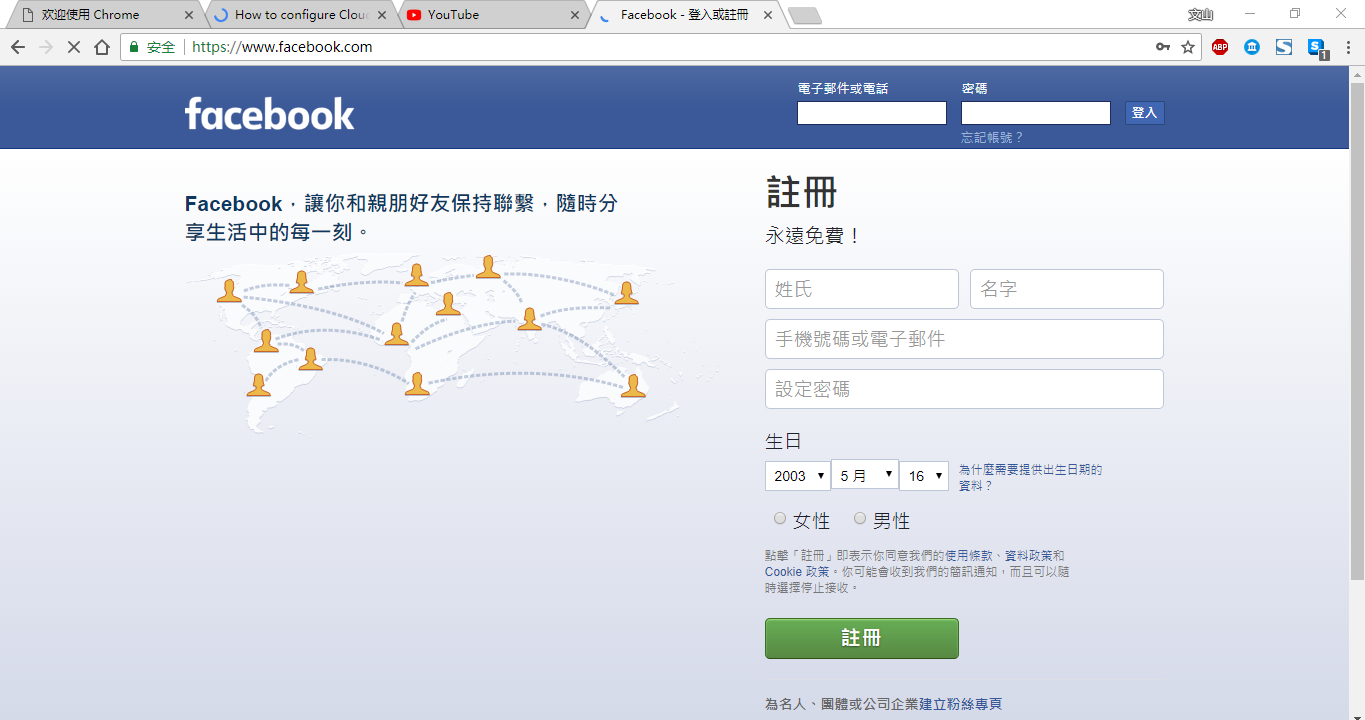 欢迎使用 Chrome
How to configure Clou
YouTube
Facebook - 登入或註冊
文山
安全
https://www.facebook.com
ABP
S
1
facebook
電子郵件或電話
密碼
登入
忘記帳號？
Facebook，讓你和親朋好友保持聯繫，隨時分
享生活中的每一刻。
註冊
永遠免費！
姓氏
名字
手機號碼或電子郵件
設定密碼
生日
2003
5 月
16
為什麼需要提供出生日期的
資料？
女性
男性
點擊「註冊」即表示你同意我們的使用條款、資料政策和
Cookie 政策。你可能會收到我們的簡訊通知，而且可以隨
時選擇停止接收。
註冊
為名人、團體或公司企業建立粉絲專頁